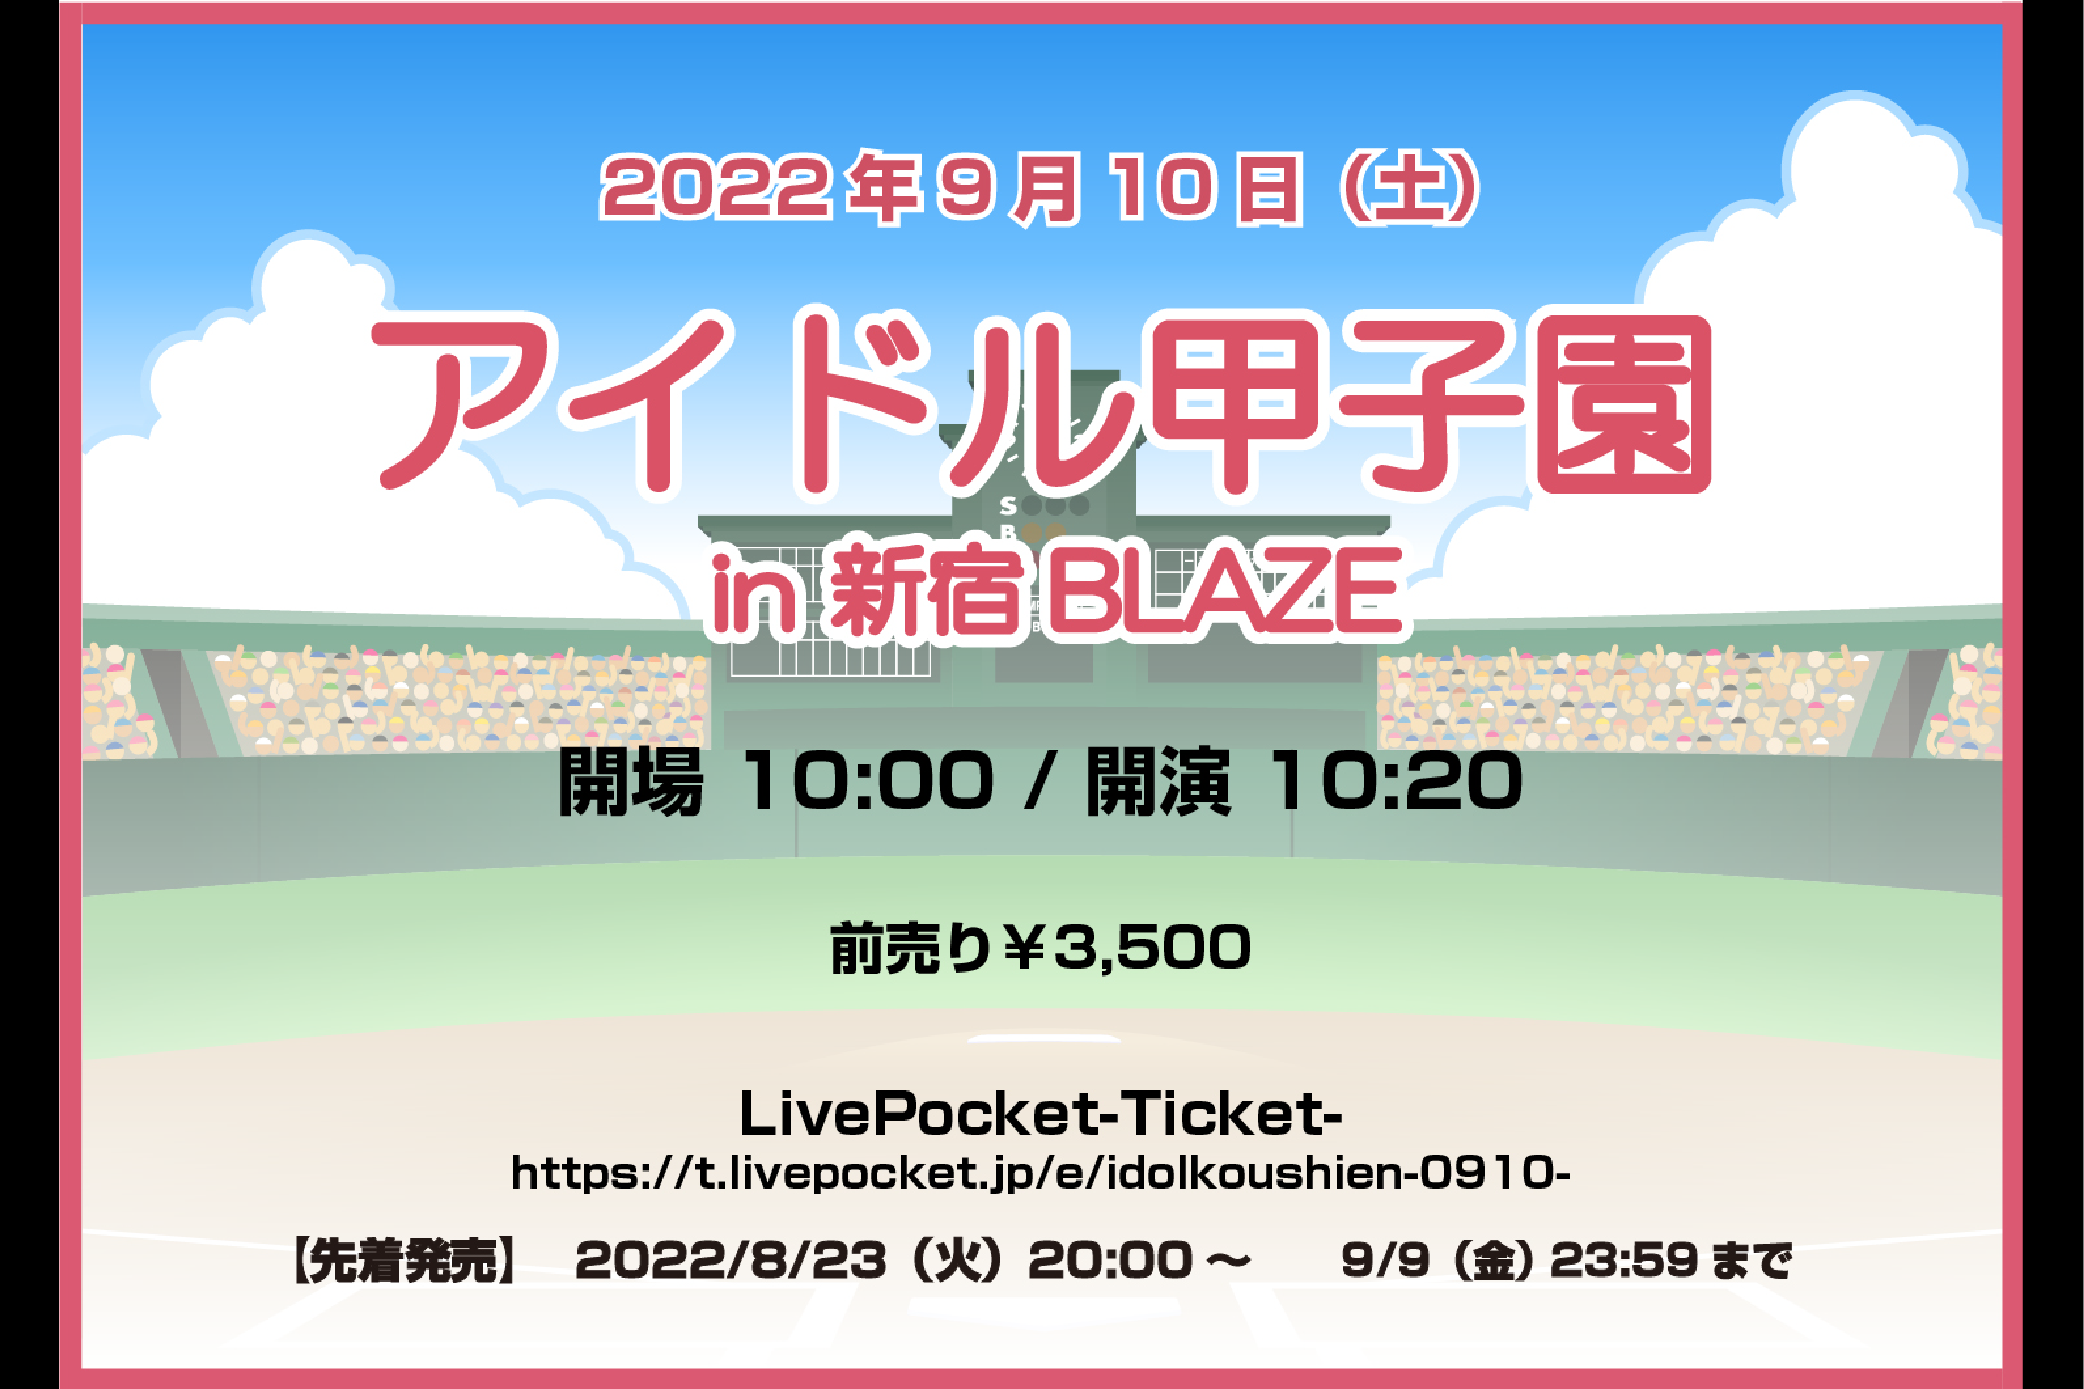 2022年9月10日（土）
アイドル甲子園
S
B
in 新宿BLAZE
開場 10:00 / 開演 10:20
前売り￥3,500
LivePocket-Ticket-
https://t.livepocket.jp/e/idolkoushien-0910-
【先着発売】 2022/8/23（火）20:00～ 9/9（金）23:59まで